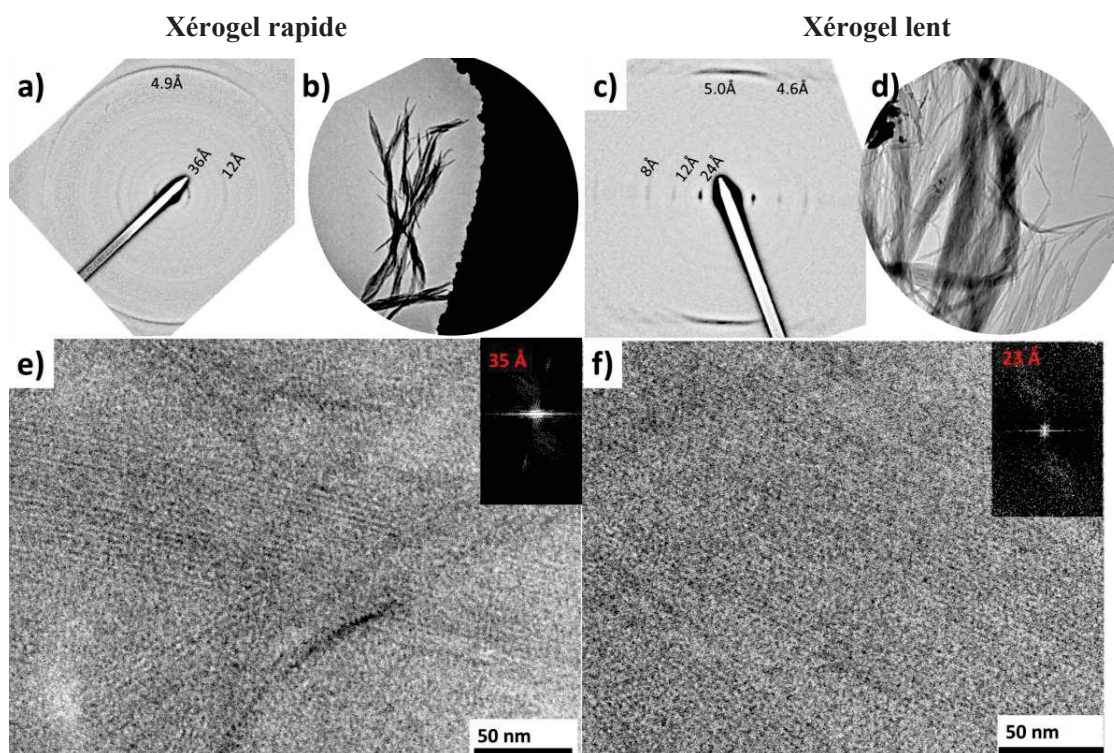 Xérogel rapide
Xérogel lent
a)
4.9Å
36Å
12Å
b)
c)
5.0Å
4.6Å
8Å
12Å
24Å
d)
e)
35 Å
50 nm
f)
23 Å
50 nm